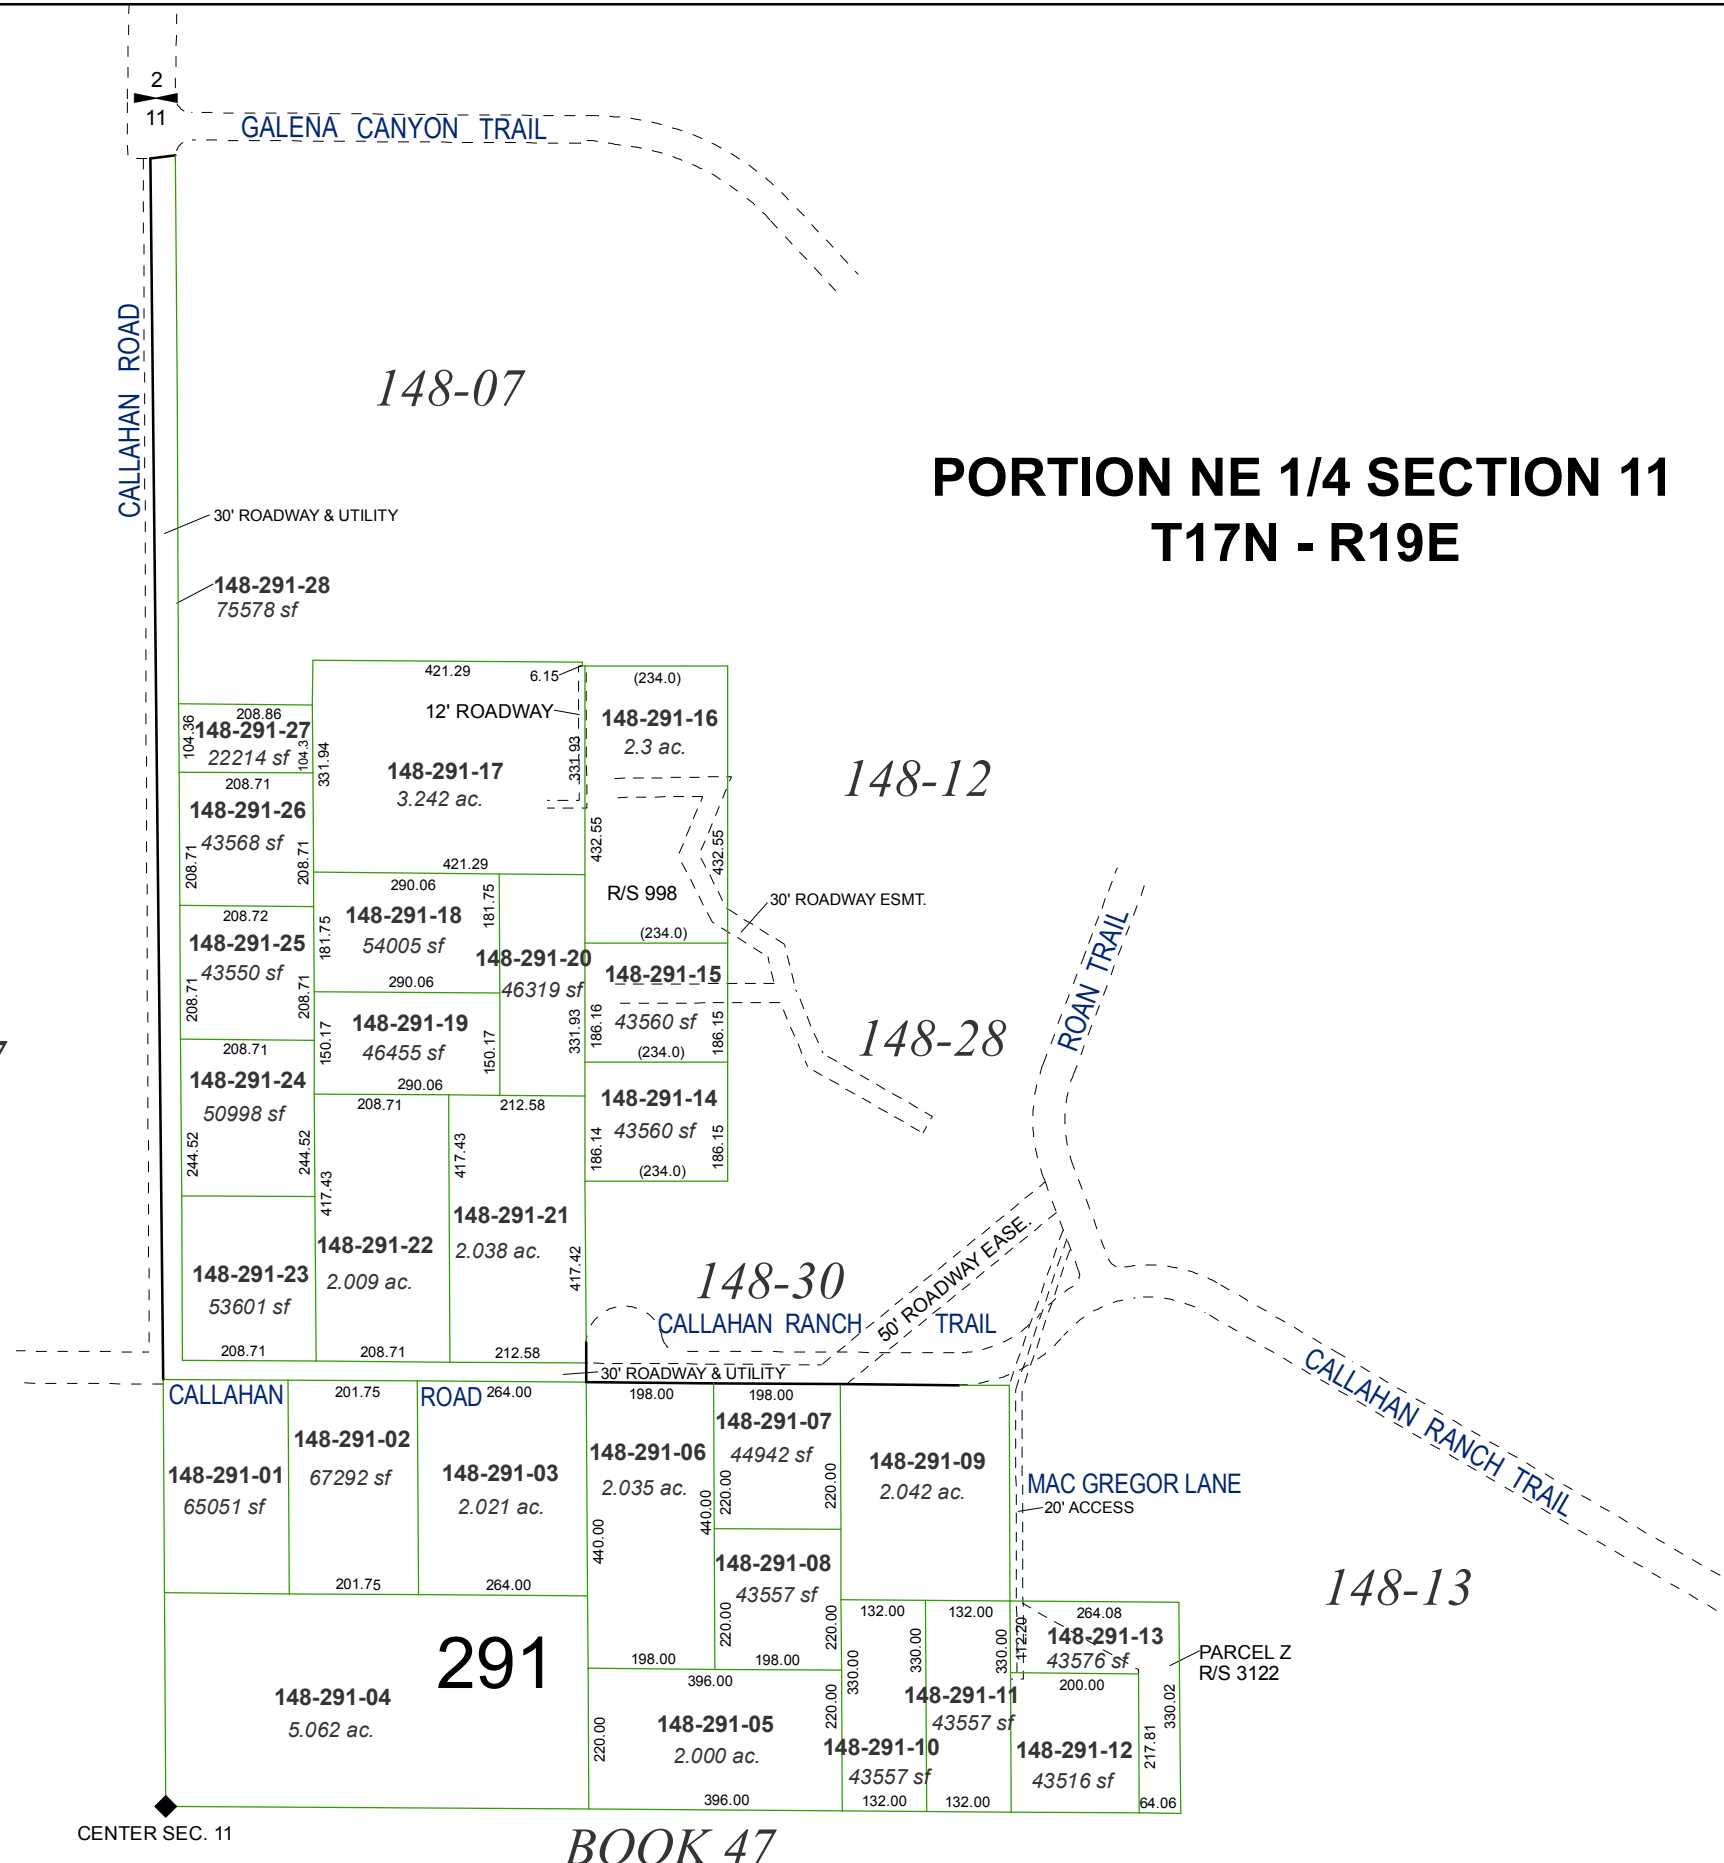 2
11
GALENA CANYON TRAIL
CALLAHAN ROAD
148-07
PORTION NE 1/4 SECTION 11
T17N - R19E
30' ROADWAY & UTILITY
148-291-28
75578 sf
421.29
6.15
(234.0)
12' ROADWAY
148-291-16
2.3 ac.
208.86
104.36
148-291-27
22214 sf
104.3
331.94
148-291-17
3.242 ac.
331.93
148-12
208.71
148-291-26
43568 sf
208.71
208.71
421.29
432.55
432.55
R/S 998
30' ROADWAY ESMT.
290.06
181.75
148-291-18
54005 sf
181.75
290.06
208.72
148-291-25
43550 sf
208.71
208.71
148-291-20
46319 sf
331.93
(234.0)
148-291-15
43560 sf
186.16
186.15
(234.0)
148-28
ROAN TRAIL
7
148-291-19
46455 sf
150.17
150.17
290.06
208.71
148-291-24
50998 sf
244.52
244.52
208.71
212.58
148-291-14
43560 sf
186.14
186.15
(234.0)
417.43
417.43
148-291-21
2.038 ac.
417.42
148-291-22
2.009 ac.
148-291-23
53601 sf
208.71
208.71
212.58
148-30
50' ROADWAY EASE.
CALLAHAN RANCH TRAIL
CALLAHAN RANCH TRAIL
30' ROADWAY & UTILITY
CALLAHAN ROAD
201.75
264.00
198.00
198.00
148-291-01
65051 sf
148-291-02
67292 sf
148-291-03
2.021 ac.
148-291-06
2.035 ac.
440.00
440.00
148-291-07
44942 sf
220.00
220.00
148-291-09
2.042 ac.
MAC GREGOR LANE
20' ACCESS
148-291-08
43557 sf
220.00
220.00
201.75
264.00
198.00
198.00
148-13
132.00
132.00
264.08
412.20
148-291-13
43576 sf
PARCEL Z
R/S 3122
291
148-291-04
5.062 ac.
396.00
220.00
148-291-05
2.000 ac.
220.00
396.00
330.00
330.00
330.00
148-291-11
43557 sf
148-291-10
43557 sf
200.00
148-291-12
43516 sf
217.81
330.02
132.00
132.00
64.06
CENTER SEC. 11
BOOK 47